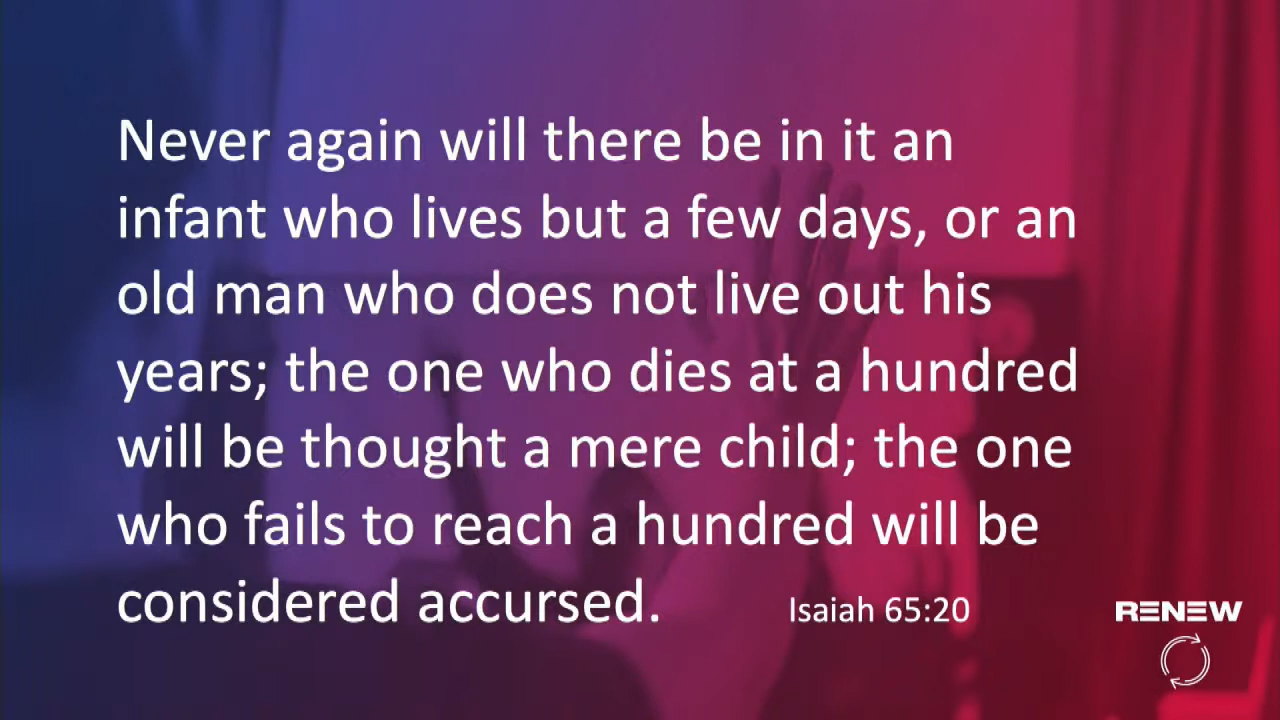 Never again will there be in it an
infant who lives but a few days, or an
old man who does not live out his
years; the one who dies at a hundred
will be thought a mere child; the one
who fails to reach a hundred will be
considered accursed. Isaiah 65:20
RENEW